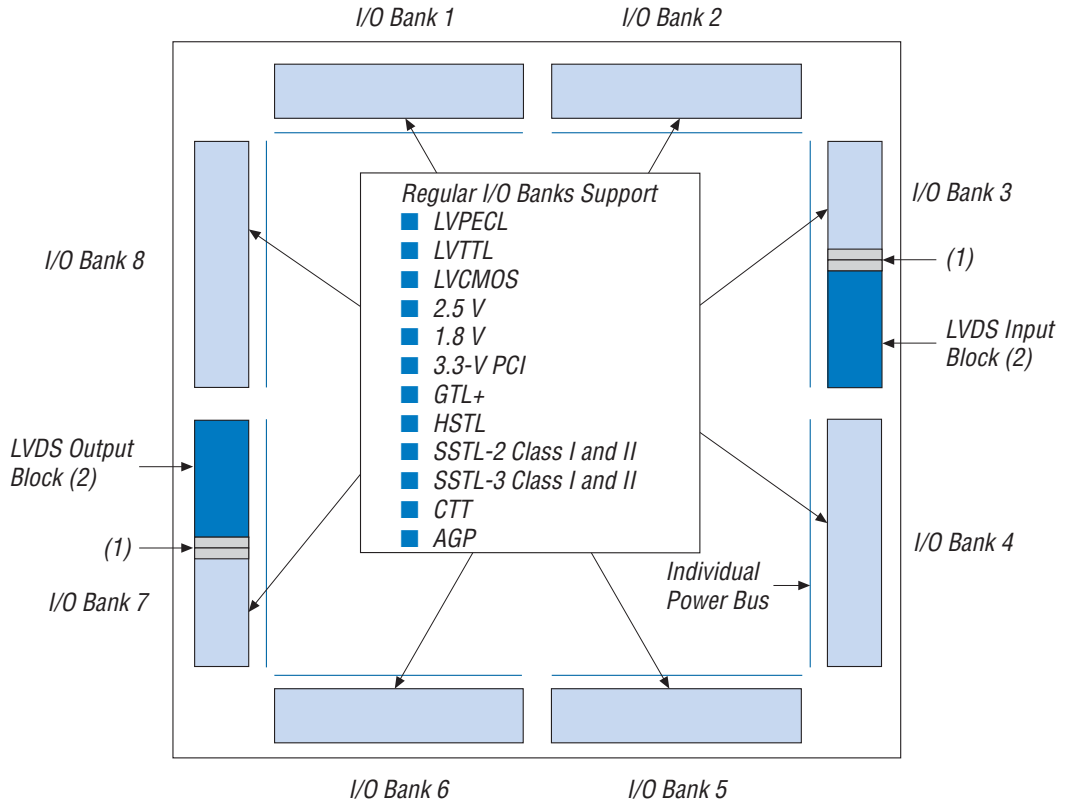 I/O Bank 1
I/O Bank 2
Regular I/O Banks Support
LVPECL
LVTTL
LVCMOS
2.5 V
1.8 V
3.3-V PCI
GTL+
HSTL
SSTL-2 Class I and II
SSTL-3 Class I and II
CTT
AGP
I/O Bank 3
(1)
LVDS Input
Block (2)
I/O Bank 8
LVDS Output
Block (2)
(1)
I/O Bank 7
I/O Bank 4
Individual
Power Bus
I/O Bank 6
I/O Bank 5